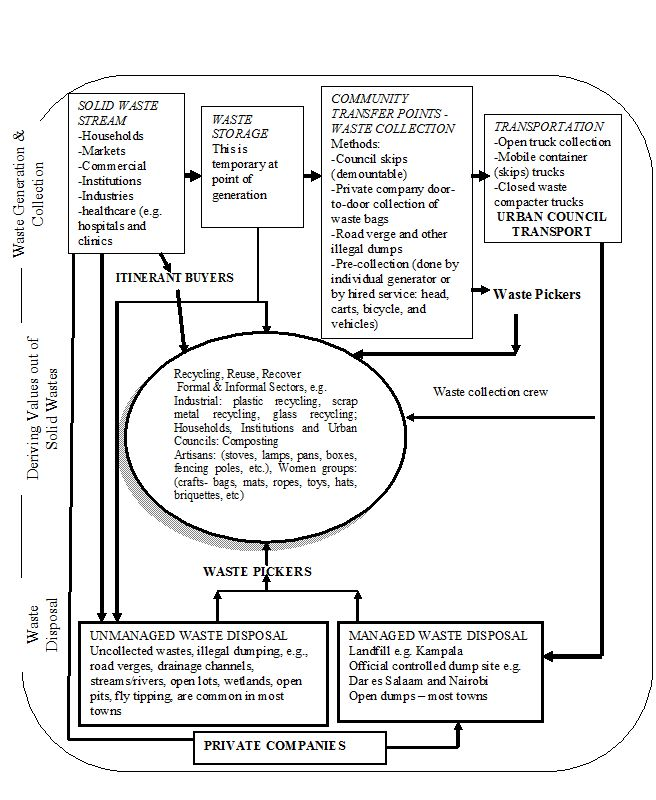 Waste Generation &
Collection
Deriving Values out of
Solid Wastes
Waste
Disposal
SOLID WASTE
STREAM
-Households
-Markets
-Commercial
-Institutions
-Industries
-healthcare (e.g.
hospitals and
clinics
WASTE
STORAGE
This is
temporary at
point of
generation
COMMUNITY
TRANSFER POINTS -
WASTE COLLECTION
Methods:
-Council skips
(demountable)
-Private company door-
to-door collection of
waste bags
-Road verge and other
illegal dumps
-Pre-collection (done by
individual generator or
by hired service: head,
carts, bicycle, and
vehicles)
TRANSPORTATION
-Open truck collection
-Mobile container
(skips) trucks
-Closed waste
compacter trucks
URBAN COUNCIL
TRANSPORT
ITINERANT BUYERS
Waste Pickers
Recycling, Reuse, Recover
Formal & Informal Sectors, e.g.
Industrial: plastic recycling, scrap
metal recycling, glass recycling;
Households, Institutions and Urban
Councils: Composting
Artisans: (stoves, lamps, pans, boxes,
fencing poles, etc.), Women groups:
(crafts- bags, mats, ropes, toys, hats,
briquettes, etc)
Waste collection crew
WASTE PICKERS
UNMANAGED WASTE DISPOSAL
Uncollected wastes, illegal dumping, e.g.,
road verges, drainage channels,
streams/rivers, open lots, wetlands, open
pits, fly tipping, are common in most
towns
MANAGED WASTE DISPOSAL
Landfill e.g. Kampala
Official controlled dump site e.g.
Dar es Salaam and Nairobi
Open dumps – most towns
PRIVATE COMPANIES